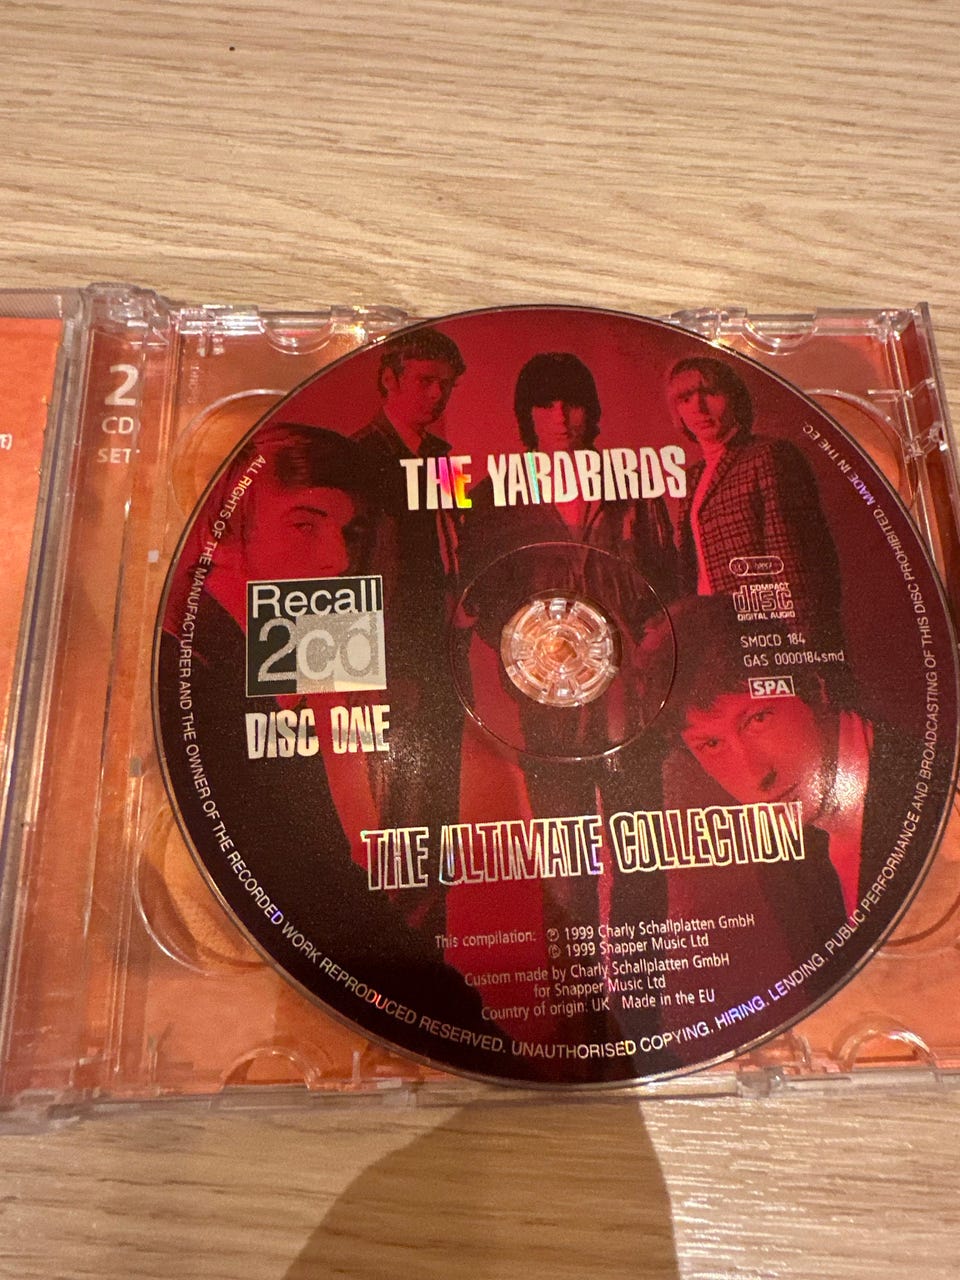 2
CD
SET
THE YARDBIRDS
Recall
2cd
DISC ONE
COMPACT
disc
DIGITAL AUDIO
SMDCD 184
GAS 0000184smd
SPA
THE ULTIMATE COLLECTION
This compilation: ℗ 1999 Charly Schallplatten GmbH
© 1999 Snapper Music Ltd
Custom made by Charly Schallplatten GmbH
for Snapper Music Ltd
Country of origin: UK Made in the EU
ALL RIGHTS OF THE MANUFACTURER AND THE OWNER OF THE RECORDED WORK REPRODUCED RESERVED. UNAUTHORISED COPYING, HIRING, LENDING, PUBLIC PERFORMANCE AND BROADCASTING OF THIS DISC PROHIBITED. MADE IN THE EC